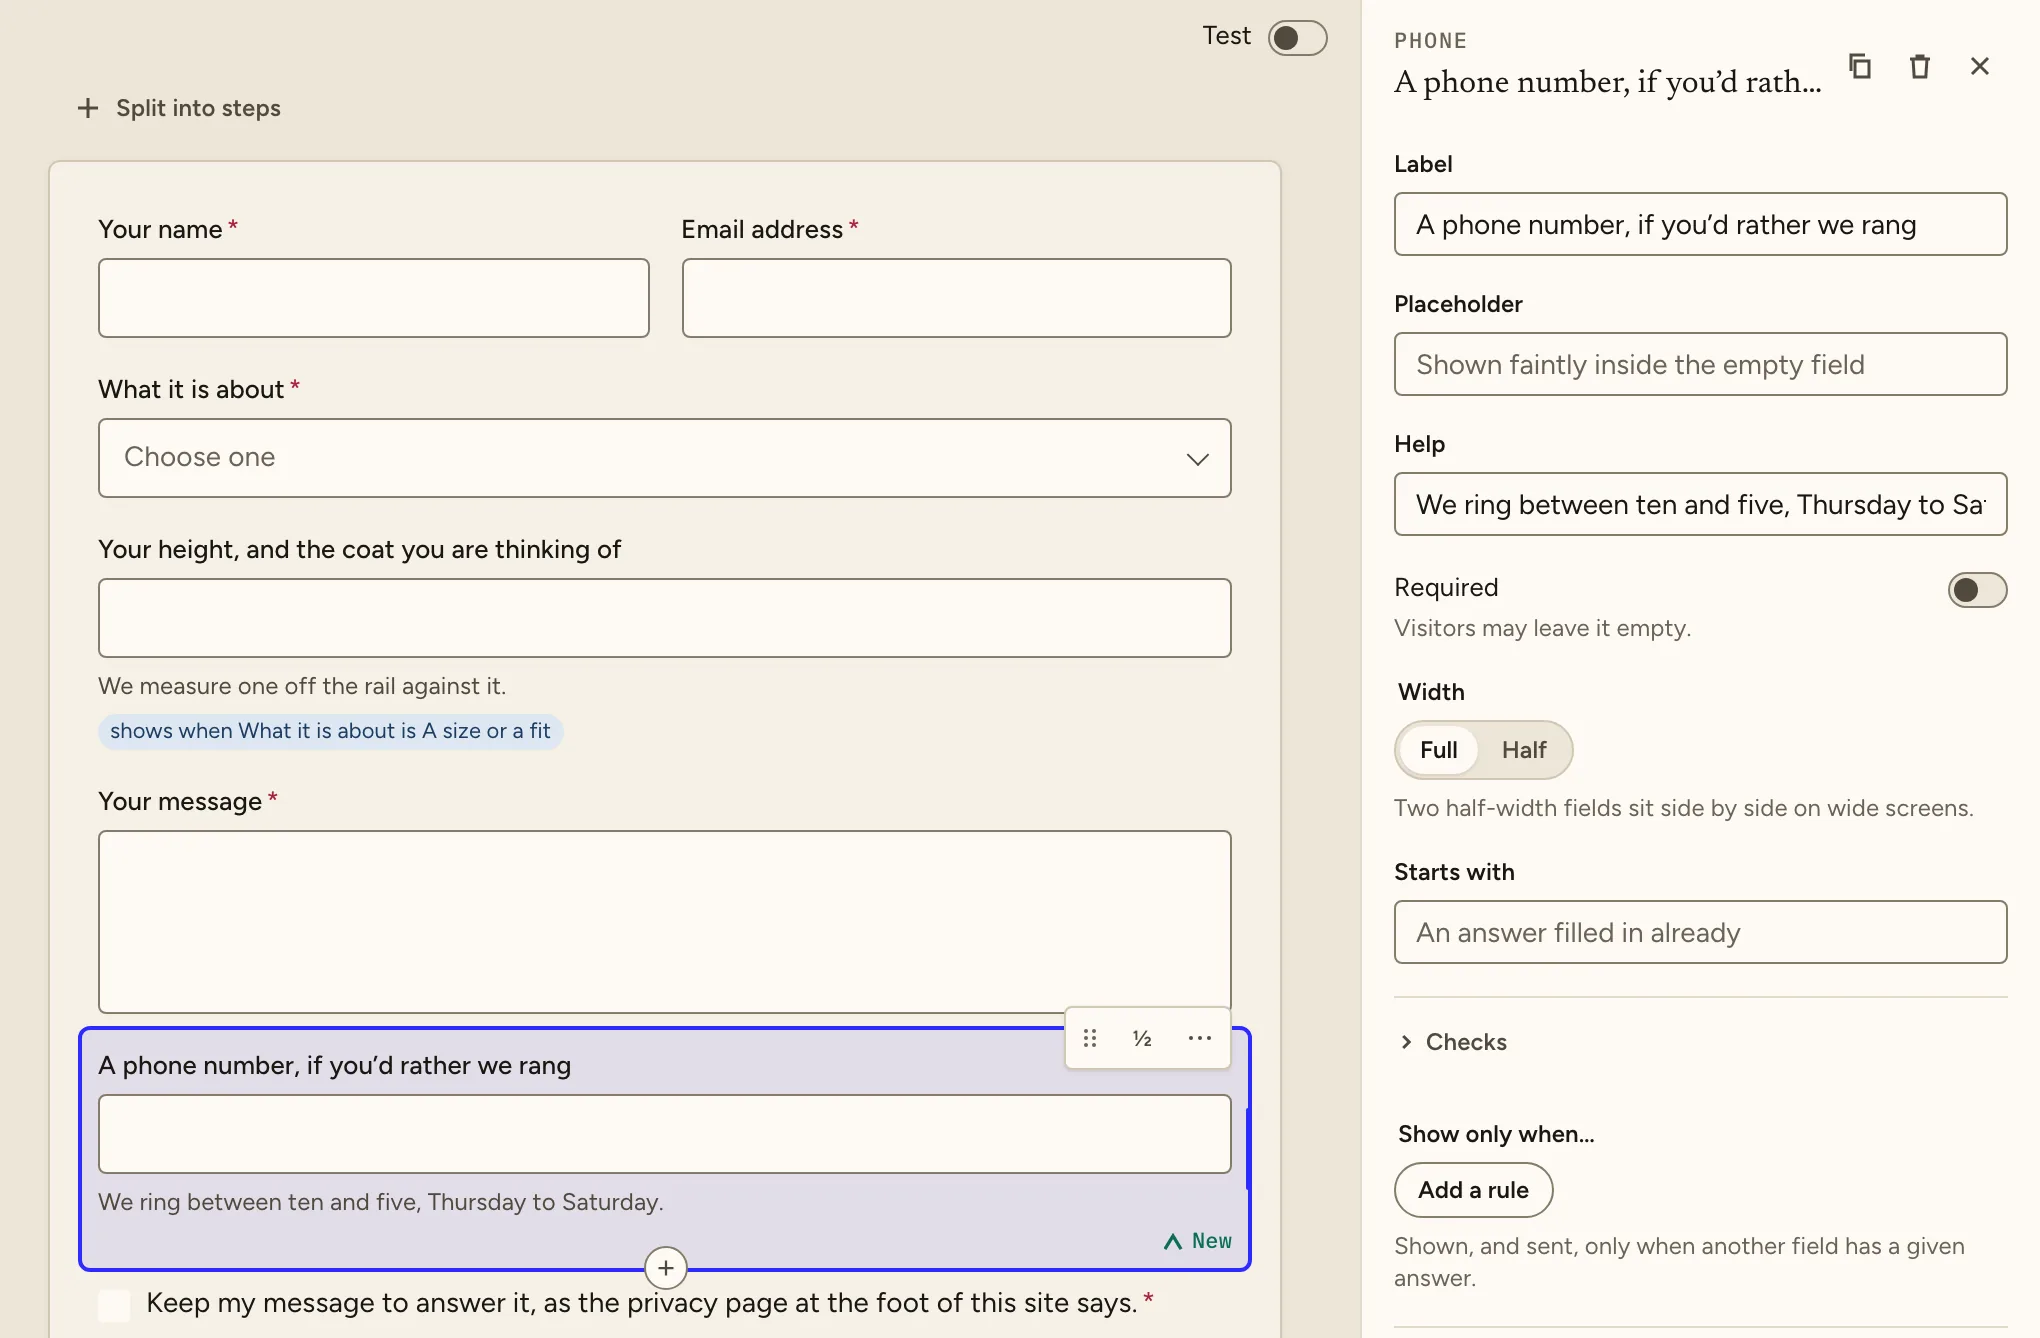 Test
Split into steps
Your name *
Email address *
What it is about *
Choose one
Your height, and the coat you are thinking of
We measure one off the rail against it.
shows when What it is about is A size or a fit
Your message *
½
A phone number, if you’d rather we rang
We ring between ten and five, Thursday to Saturday.
New
Keep my message to answer it, as the privacy page at the foot of this site says. *
PHONE
A phone number, if you’d rath…
Label
A phone number, if you’d rather we rang
Placeholder
Shown faintly inside the empty field
Help
We ring between ten and five, Thursday to Sa
Required
Visitors may leave it empty.
Width
Full
Half
Two half-width fields sit side by side on wide screens.
Starts with
An answer filled in already
Checks
Show only when…
Add a rule
Shown, and sent, only when another field has a given
answer.